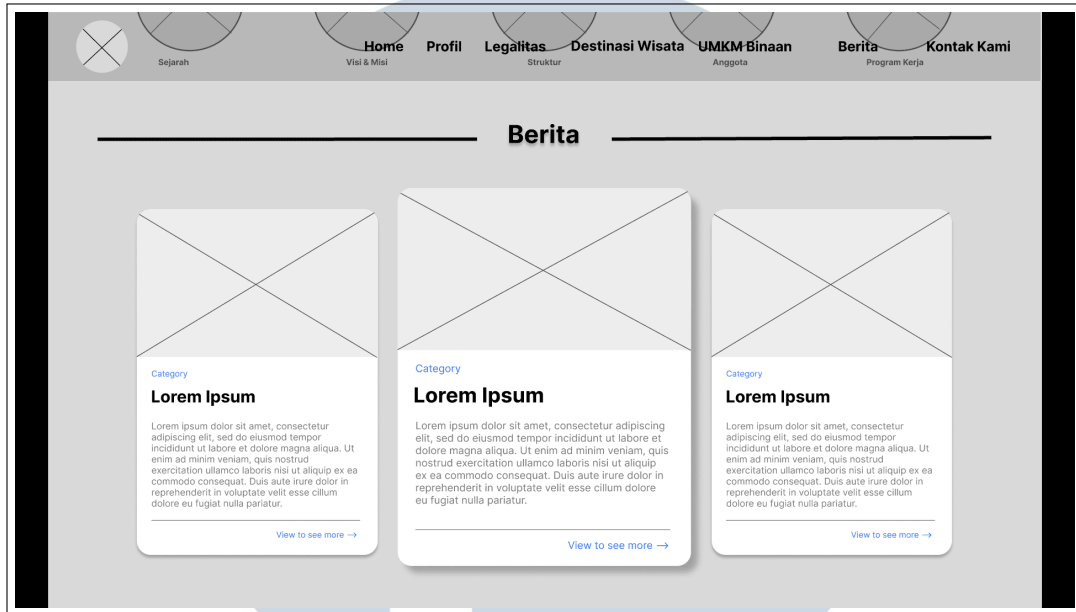 Home Profil Legalitas Destinasi Wisata UMKM Binaan Berita Kontak Kami
Sejarah Visi & Misi Struktur Anggota Program Kerja
Berita
Category
Lorem Ipsum
Lorem ipsum dolor sit amet, consectetur
adipiscing elit, sed do eiusmod tempor
incididunt ut labore et dolore magna aliqua. Ut
enim ad minim veniam, quis nostrud
exercitation ullamco laboris nisi ut aliquip ex ea
commodo consequat. Duis aute irure dolor in
reprehenderit in voluptate velit esse cillum
dolore eu fugiat nulla pariatur.
View to see more →
Category
Lorem Ipsum
Lorem ipsum dolor sit amet, consectetur adipiscing
elit, sed do eiusmod tempor incididunt ut labore et
dolore magna aliqua. Ut enim ad minim veniam, quis
nostrud exercitation ullamco laboris nisi ut aliquip
ex ea commodo consequat. Duis aute irure dolor in
reprehenderit in voluptate velit esse cillum dolore
eu fugiat nulla pariatur.
View to see more →
Category
Lorem Ipsum
Lorem ipsum dolor sit amet, consectetur
adipiscing elit, sed do eiusmod tempor
incididunt ut labore et dolore magna aliqua. Ut
enim ad minim veniam, quis nostrud
exercitation ullamco laboris nisi ut aliquip ex ea
commodo consequat. Duis aute irure dolor in
reprehenderit in voluptate velit esse cillum
dolore eu fugiat nulla pariatur.
View to see more →